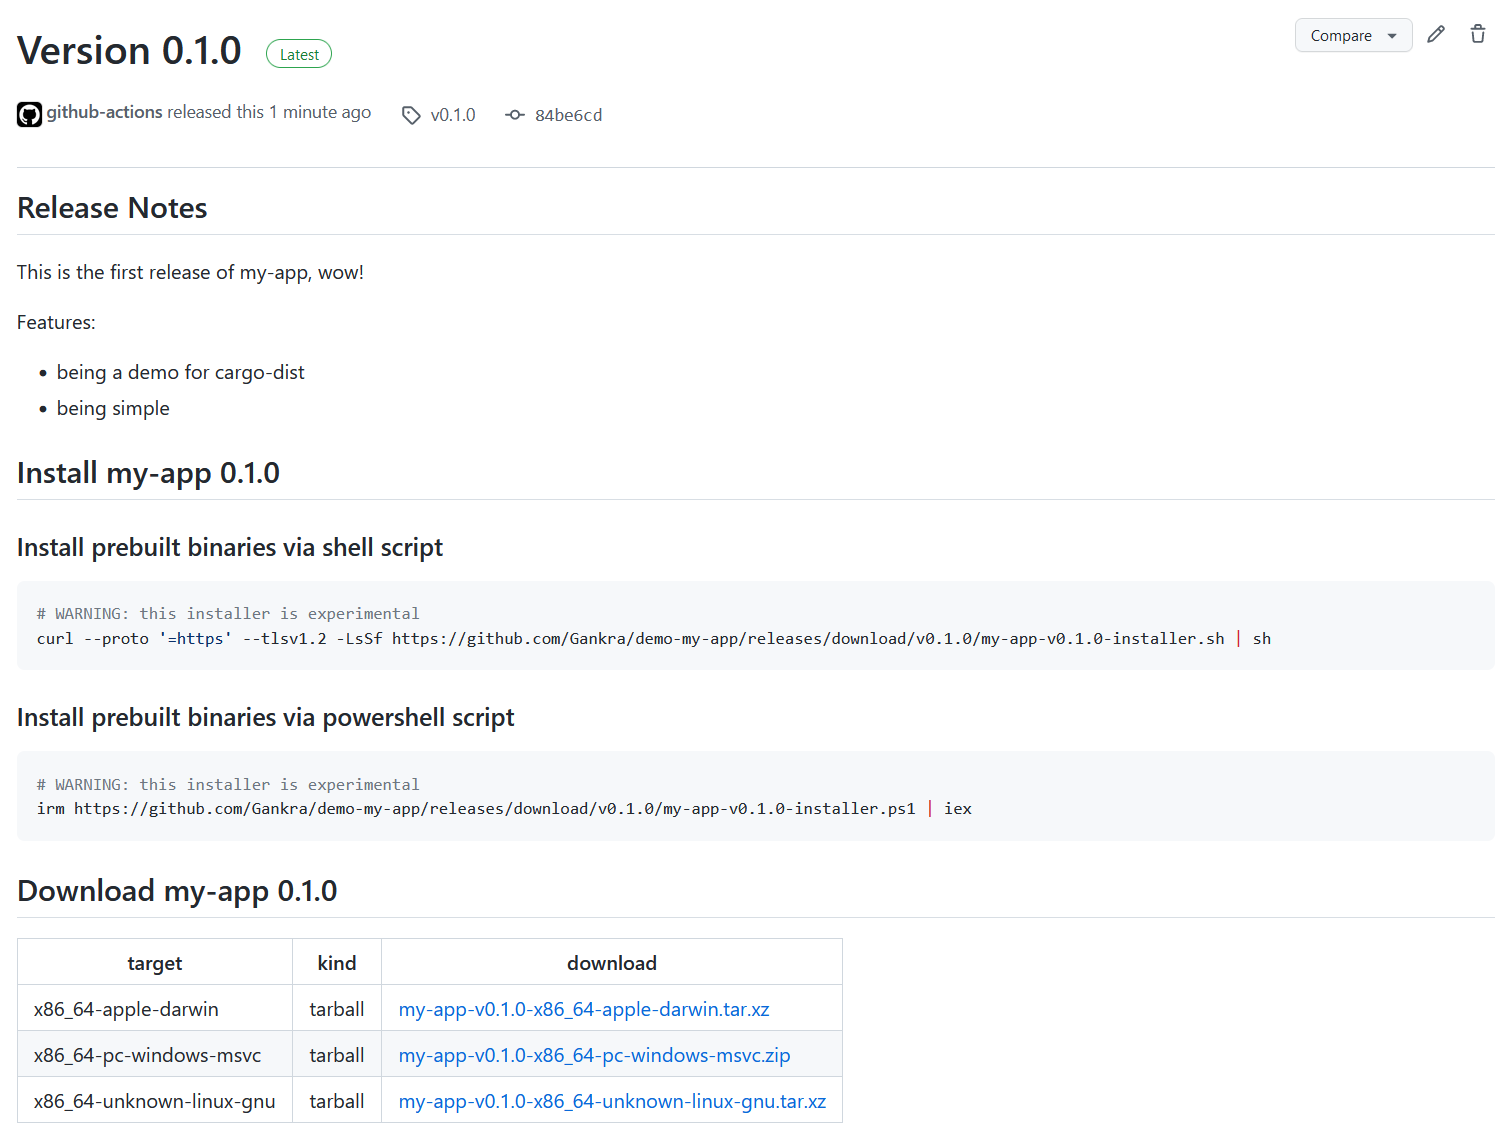 Version 0.1.0 Latest Compare
github-actions released this 1 minute ago v0.1.0 84be6cd
Release Notes
This is the first release of my-app, wow!
Features:
being a demo for cargo-dist
being simple
Install my-app 0.1.0
Install prebuilt binaries via shell script
# WARNING: this installer is experimental
curl --proto '=https' --tlsv1.2 -LsSf https://github.com/Gankra/demo-my-app/releases/download/v0.1.0/my-app-v0.1.0-installer.sh | sh
Install prebuilt binaries via powershell script
# WARNING: this installer is experimental
irm https://github.com/Gankra/demo-my-app/releases/download/v0.1.0/my-app-v0.1.0-installer.ps1 | iex
Download my-app 0.1.0
target kind download
x86_64-apple-darwin tarball my-app-v0.1.0-x86_64-apple-darwin.tar.xz
x86_64-pc-windows-msvc tarball my-app-v0.1.0-x86_64-pc-windows-msvc.zip
x86_64-unknown-linux-gnu tarball my-app-v0.1.0-x86_64-unknown-linux-gnu.tar.xz